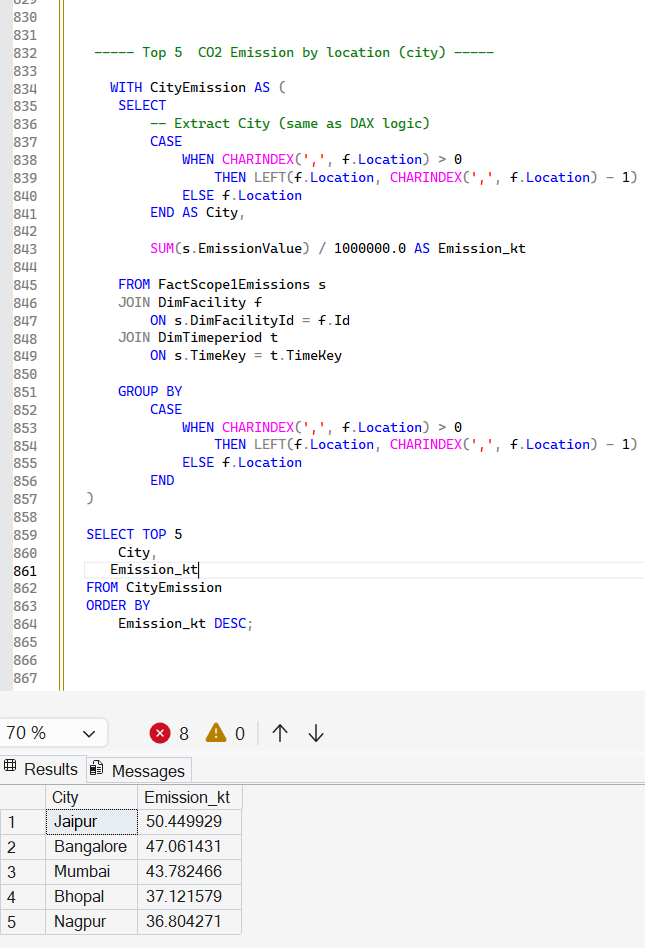 829
830
831
832 ----- Top 5  CO2 Emission by location (city) -----
833
834 WITH CityEmission AS (
835 SELECT
836 -- Extract City (same as DAX logic)
837 CASE
838 WHEN CHARINDEX(',', f.Location) > 0
839 THEN LEFT(f.Location, CHARINDEX(',', f.Location) - 1)
840 ELSE f.Location
841 END AS City,
842
843 SUM(s.EmissionValue) / 1000000.0 AS Emission_kt
844
845 FROM FactScope1Emissions s
846 JOIN DimFacility f
847 ON s.DimFacilityId = f.Id
848 JOIN DimTimeperiod t
849 ON s.TimeKey = t.TimeKey
850
851 GROUP BY
852 CASE
853 WHEN CHARINDEX(',', f.Location) > 0
854 THEN LEFT(f.Location, CHARINDEX(',', f.Location) - 1)
855 ELSE f.Location
856 END
857 )
858
859 SELECT TOP 5
860 City,
861 Emission_kt
862 FROM CityEmission
863 ORDER BY
864 Emission_kt DESC;
865
866
867
70 % 8 0
Results Messages
City Emission_kt
1 Jaipur 50.449929
2 Bangalore 47.061431
3 Mumbai 43.782466
4 Bhopal 37.121579
5 Nagpur 36.804271